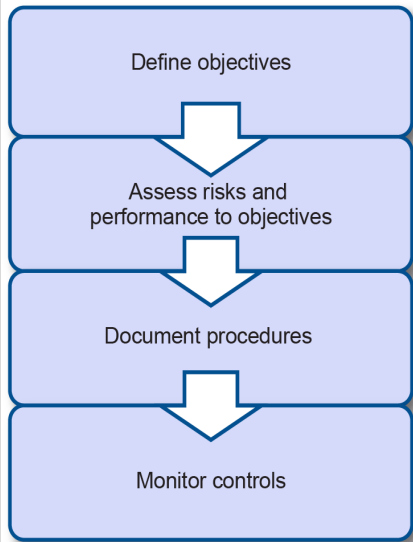 Define objectives
Assess risks and
performance to objectives
Document procedures
Monitor controls